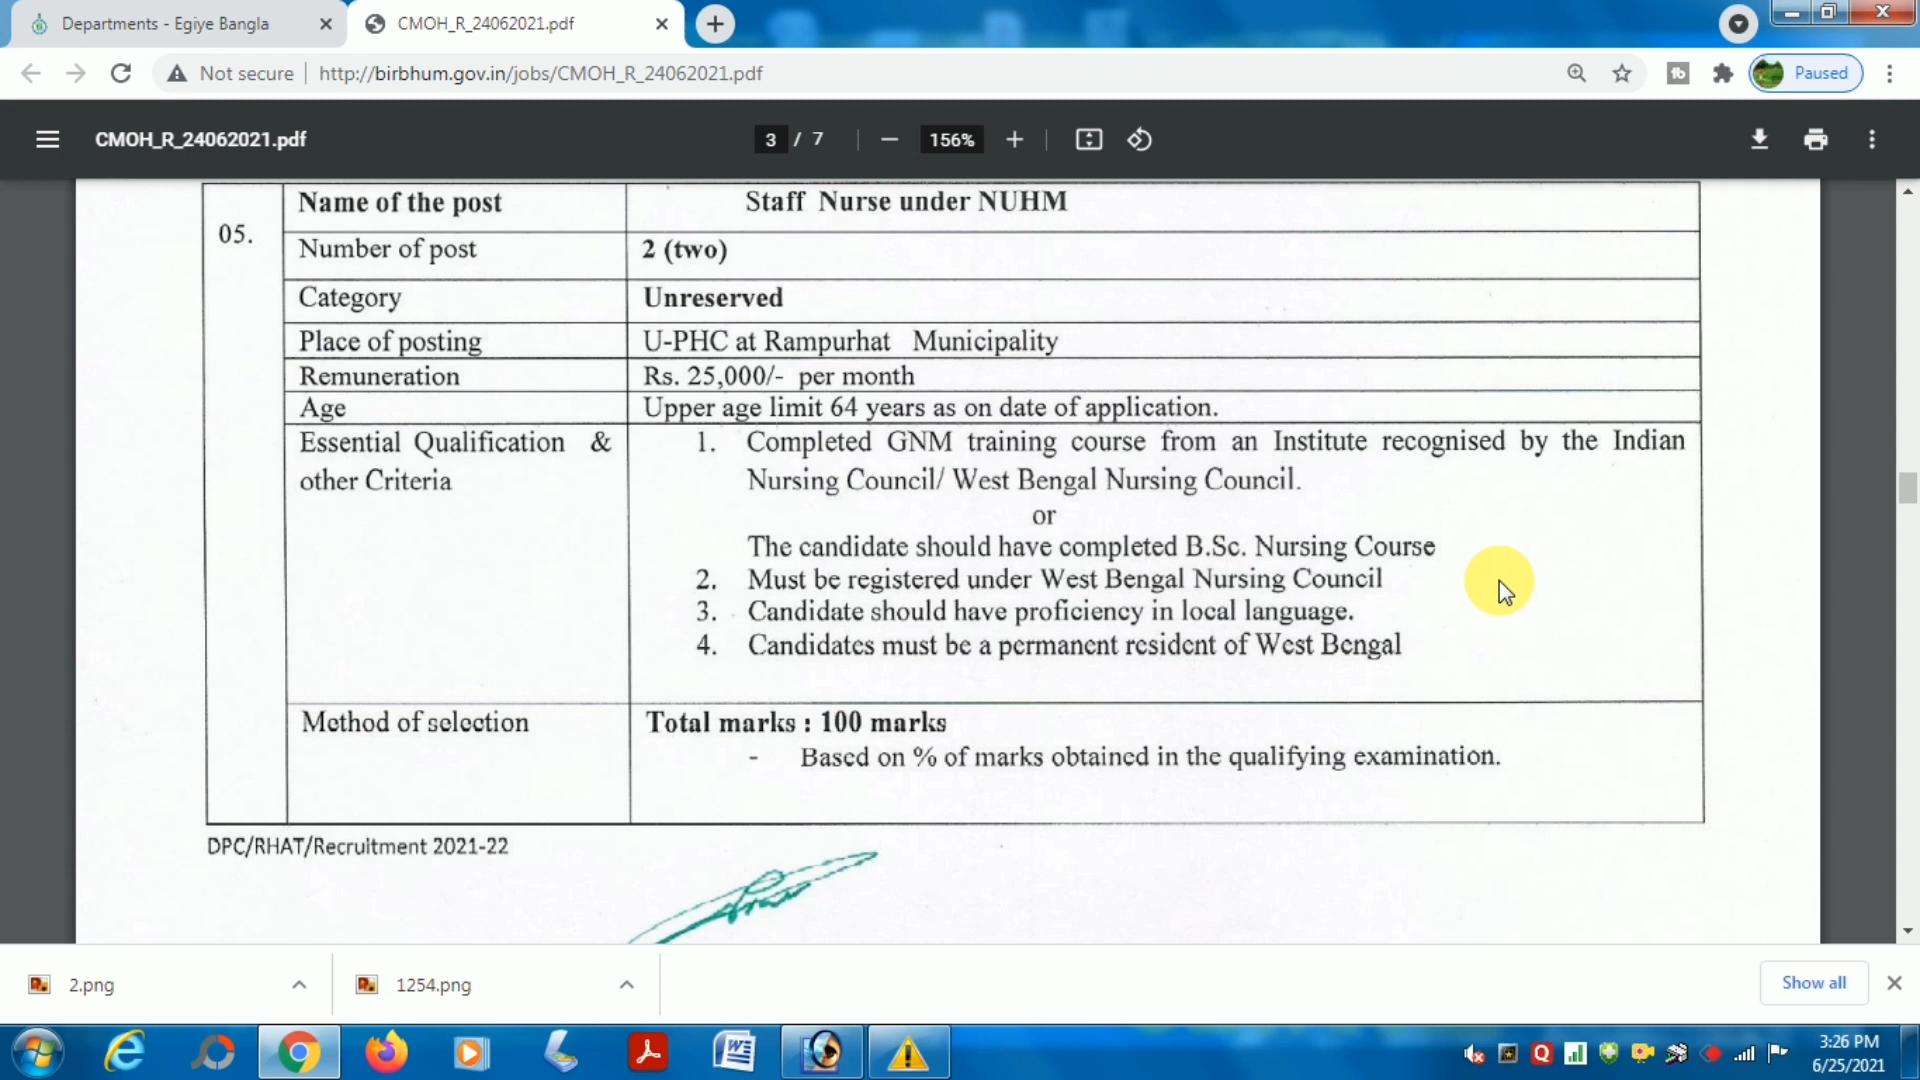 Departments - Egiye Bangla
CMOH_R_24062021.pdf
Not secure
http://birbhum.gov.in/jobs/CMOH_R_24062021.pdf
Paused
CMOH_R_24062021.pdf
3 / 7
156%
05.
Name of the post
Staff Nurse under NUHM
Number of post
2 (two)
Category
Unreserved
Place of posting
U-PHC at Rampurhat Municipality
Remuneration
Rs. 25,000/- per month
Age
Upper age limit 64 years as on date of application.
Essential Qualification &
other Criteria
1. Completed GNM training course from an Institute recognised by the Indian
Nursing Council/ West Bengal Nursing Council.
or
The candidate should have completed B.Sc. Nursing Course
2. Must be registered under West Bengal Nursing Council
3. Candidate should have proficiency in local language.
4. Candidates must be a permanent resident of West Bengal
Method of selection
Total marks : 100 marks
- Based on % of marks obtained in the qualifying examination.
DPC/RHAT/Recruitment 2021-22
2.png
1254.png
Show all
3:26 PM
6/25/2021